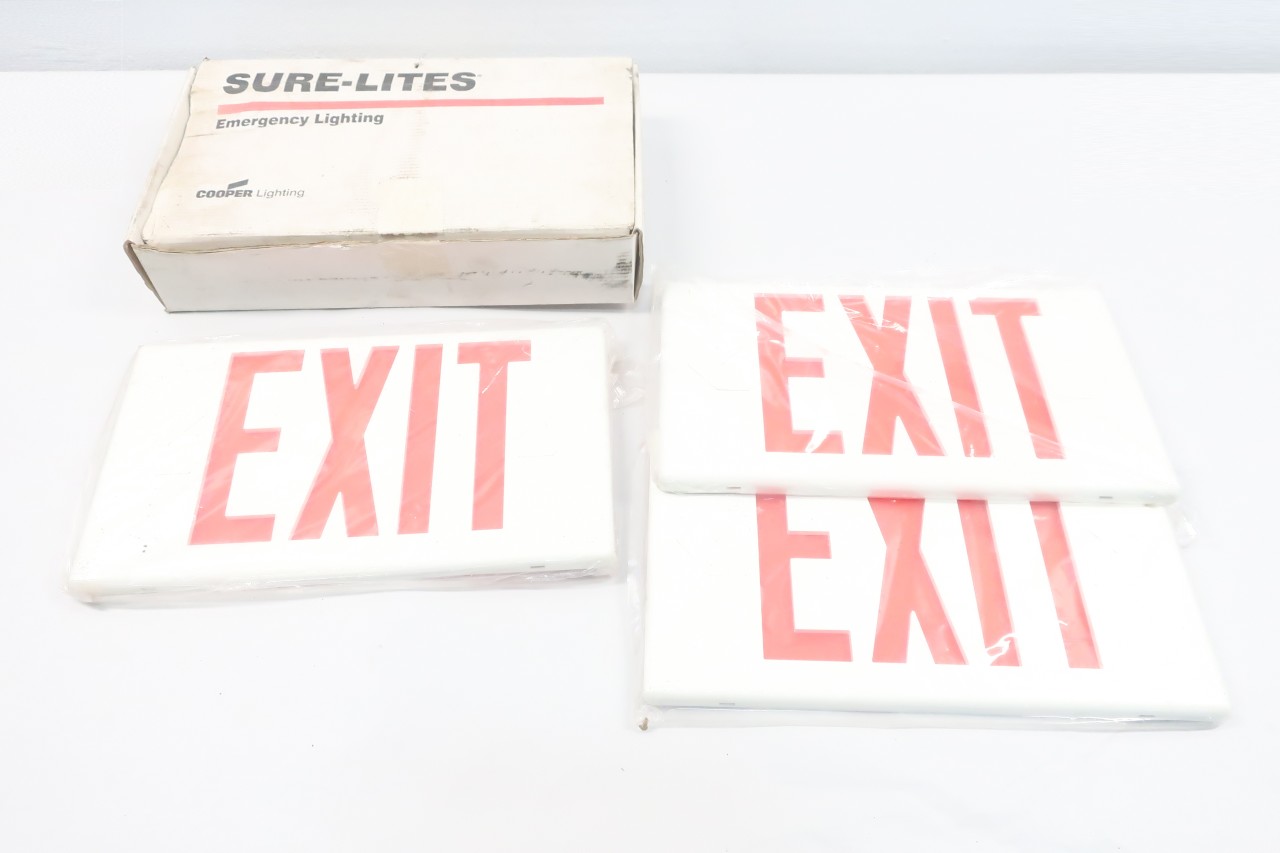 SURE-LITES
Emergency Lighting
COOPER Lighting
EXIT
EXIT
EXIT